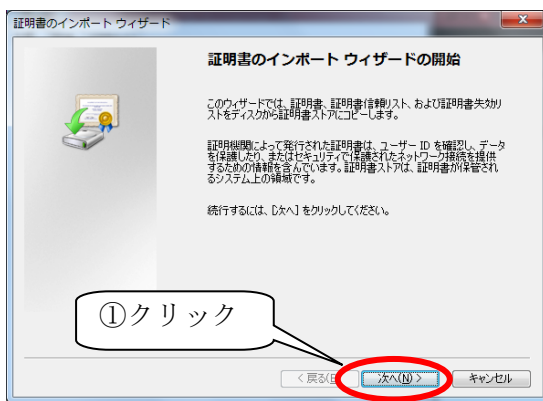 証明書のインポート ウィザード
証明書のインポート ウィザードの開始
このウィザードでは、証明書、証明書信頼リスト、および証明書失効リ
ストをディスクから証明書ストアにコピーします。
証明機関によって発行された証明書は、ユーザー ID を確認し、データ
を保護したり、またはセキュリティで保護されたネットワーク接続を提供
するための情報を含んでいます。証明書ストアは、証明書が保管され
るシステム上の領域です。
続行するには、[次へ] をクリックしてください。
①クリック
< 戻る(B
次へ(N) >
キャンセル